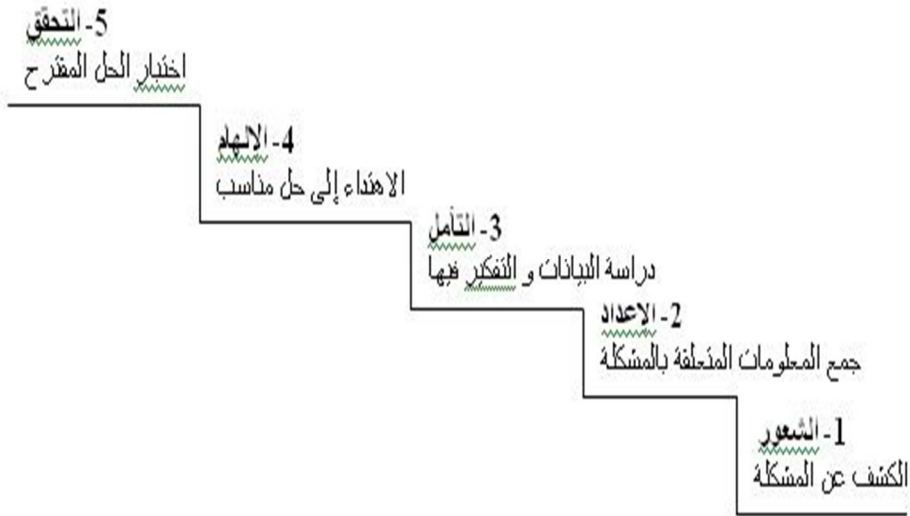 5- التحقق
اختبار الحل المقترح
4- الإلهام
الاهتداء إلى حل مناسب
3- التأمل
دراسة البيانات و التفكير فيها
2- الإعداد
جمع المعلومات المتعلقة بالمشكلة
1- الشعور
الكشف عن المشكلة